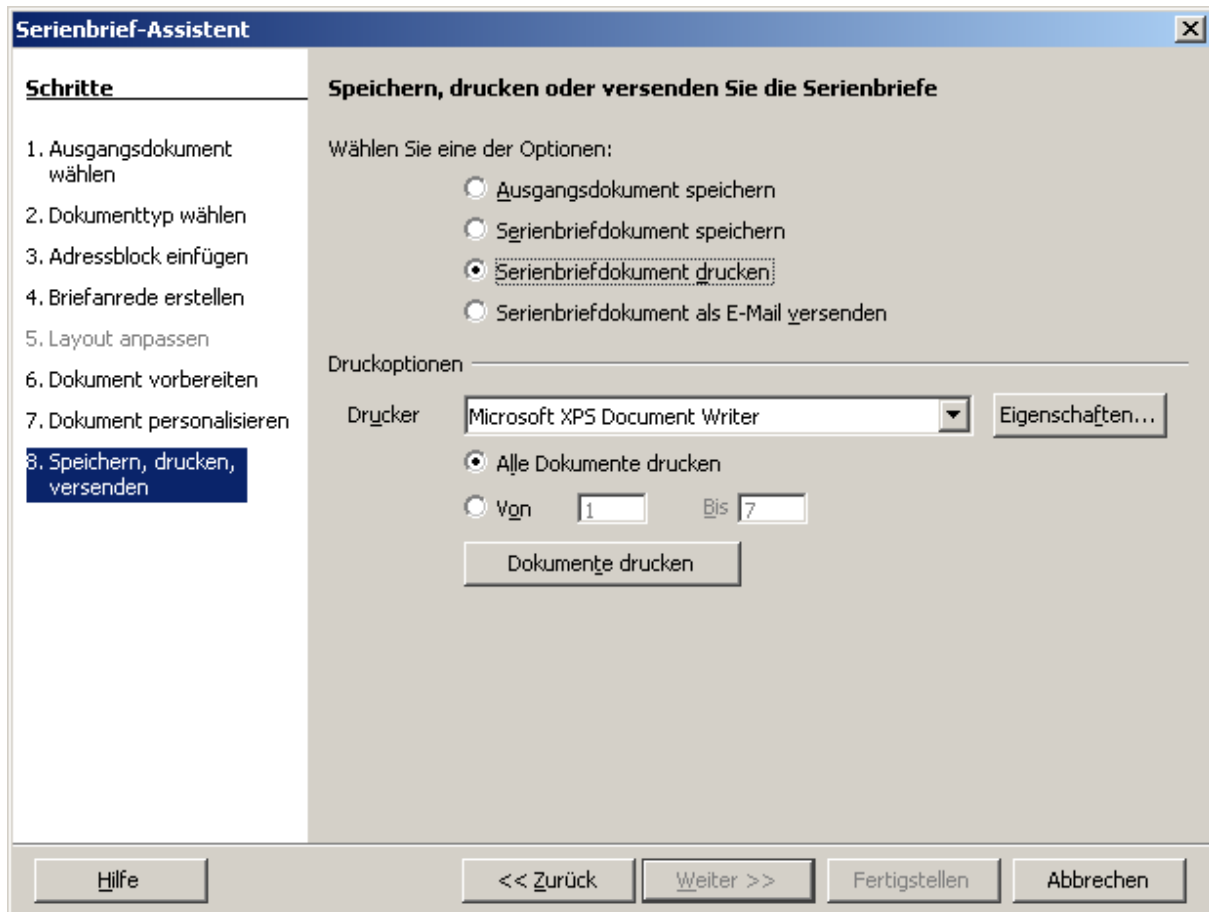 Serienbrief-Assistent
Schritte
1. Ausgangsdokument
wählen
2. Dokumenttyp wählen
3. Adressblock einfügen
4. Briefanrede erstellen
5. Layout anpassen
6. Dokument vorbereiten
7. Dokument personalisieren
8. Speichern, drucken,
versenden
Speichern, drucken oder versenden Sie die Serienbriefe
Wählen Sie eine der Optionen:
Ausgangsdokument speichern
Serienbriefdokument speichern
Serienbriefdokument drucken
Serienbriefdokument als E-Mail versenden
Druckoptionen
Drucker Microsoft XPS Document Writer Eigenschaften...
Alle Dokumente drucken
Von 1 Bis 7
Dokumente drucken
Hilfe << Zurück Weiter >> Fertigstellen Abbrechen